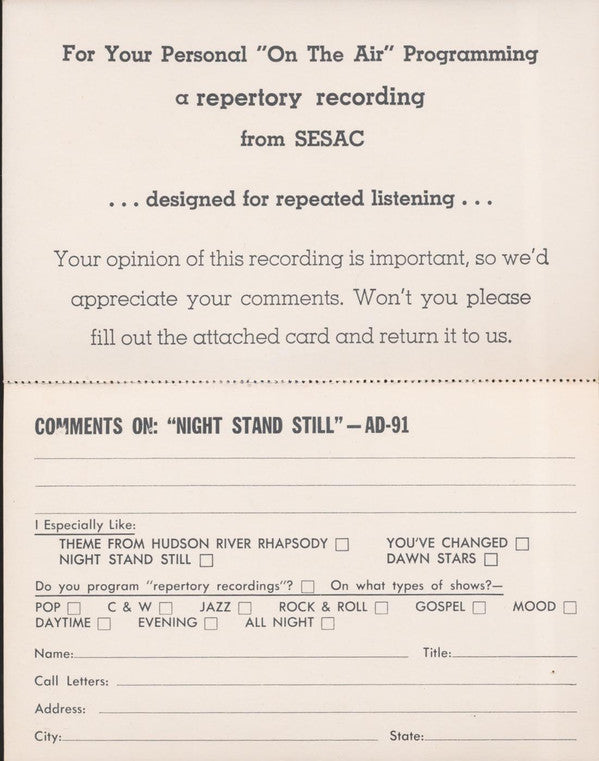 For Your Personal "On The Air" Programming
a repertory recording
from SESAC
... designed for repeated listening ...
Your opinion of this recording is important, so we'd
appreciate your comments. Won't you please
fill out the attached card and return it to us.
COMMENTS ON: "NIGHT STAND STILL" — AD-91
I Especially Like:
THEME FROM HUDSON RIVER RHAPSODY □ YOU'VE CHANGED □
NIGHT STAND STILL □ DAWN STARS □
Do you program "repertory recordings"? □ On what types of shows?—
POP □ C & W □ JAZZ □ ROCK & ROLL □ GOSPEL □ MOOD □
DAYTIME □ EVENING □ ALL NIGHT □
Name: Title:
Call Letters:
Address:
City: State: